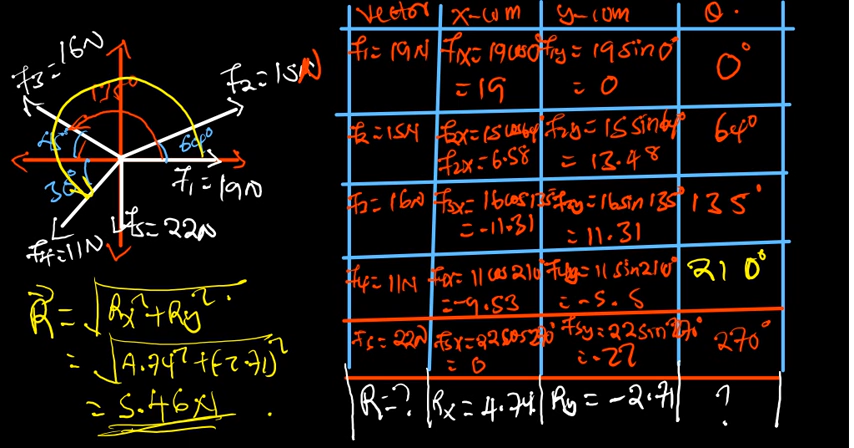 F3=16N
135°
F2=15N
45°
64°
30°
F1=19N
F4=11N
F5=22N
R = √Rx²+Ry²
= √4.74²+(-2.71)²
= 5.46N
Vector x-com y-com θ.
F1=19N F1x=19cos0° F1y=19sin0° 0°
= 19 = 0
F2=15N F2x=15cos64° F2y=15sin64° 64°
F2x=6.58 = 13.48
F3=16N F3x=16cos135° F3y=16sin135° 135°
=-11.31 = 11.31
F4=11N F4x=11cos210° F4y=11sin210° 210°
=-9.53 =-5.5
F5=22N F5x=22cos270° F5y=22sin270° 270°
= 0 =-22
R=? Rx=4.74 Ry=-2.71 ?